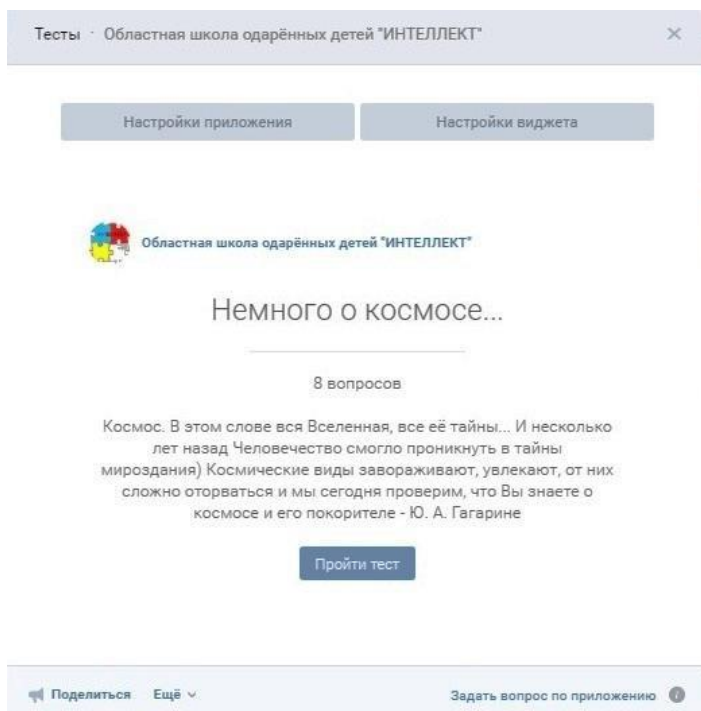 Тесты · Областная школа одарённых детей "ИНТЕЛЛЕКТ"
Настройки приложения
Настройки виджета
Областная школа одарённых детей "ИНТЕЛЛЕКТ"
Немного о космосе...
8 вопросов
Космос. В этом слове вся Вселенная, все её тайны... И несколько
лет назад Человечество смогло проникнуть в тайны
мироздания) Космические виды завораживают, увлекают, от них
сложно оторваться и мы сегодня проверим, что Вы знаете о
космосе и его покорителе - Ю. А. Гагарине
Пройти тест
Поделиться Ещё
Задать вопрос по приложению